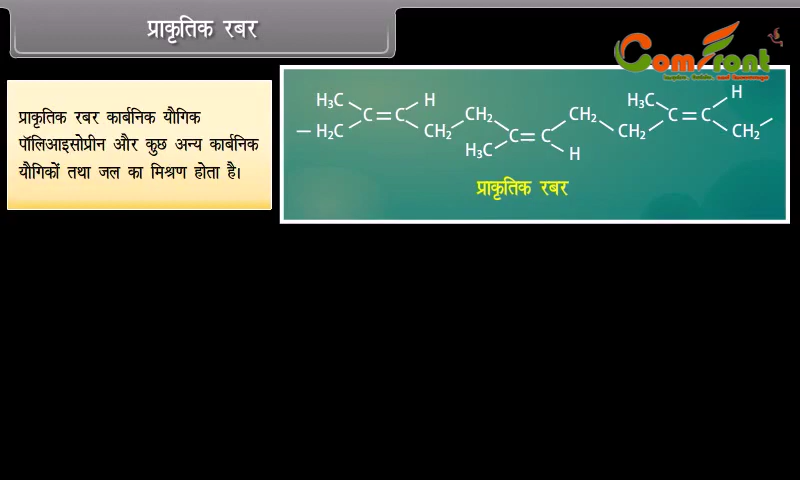 प्राकृतिक रबर
Comfront
प्राकृतिक रबर कार्बनिक यौगिक
पॉलिआइसोप्रीन और कुछ अन्य कार्बनिक
यौगिकों तथा जल का मिश्रण होता है।
H₃C H CH₂ CH₂ H₃C H
C=C C=C
– H₂C CH₂ C=C CH₂ CH₂
H₃C H
प्राकृतिक रबर